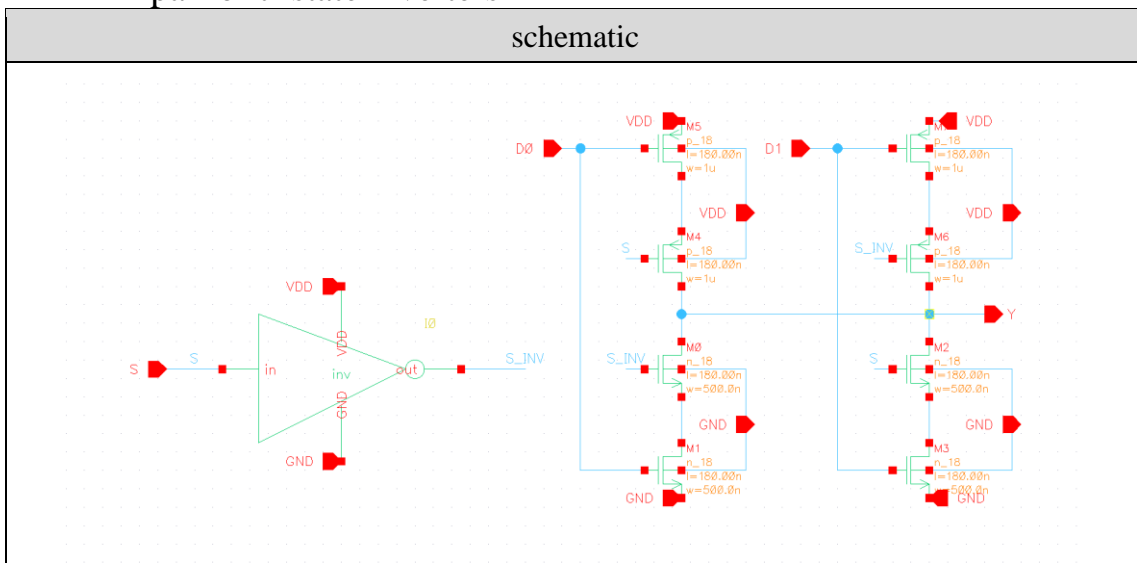 schematic
VDD
M5
p_18
l=180.00n
w=1u
D0
VDD
S
M4
p_18
l=180.00n
w=1u
VDD
p_18
l=180.00n
w=1u
D1
VDD
S_INV
M6
p_18
l=180.00n
w=1u
Y
S
S
VDD
VDD
I0
in
inv
out
GND
GND
S_INV
S_INV
M0
n_18
l=180.00n
w=500.0n
GND
M1
n_18
l=180.00n
w=500.0n
GND
S
M2
n_18
l=180.00n
w=500.0n
GND
M3
n_18
l=180.00n
w=500.0n
GND